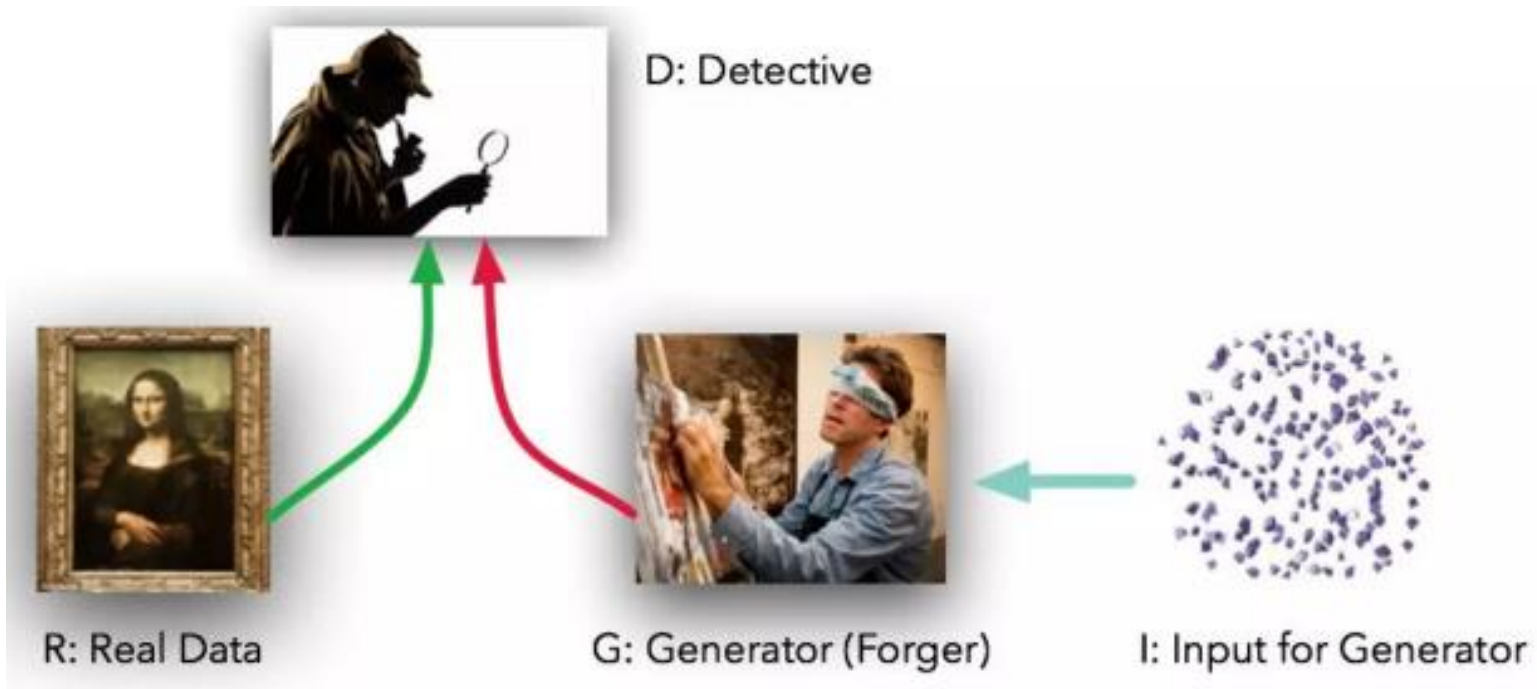 D: Detective
R: Real Data
G: Generator (Forger)
I: Input for Generator